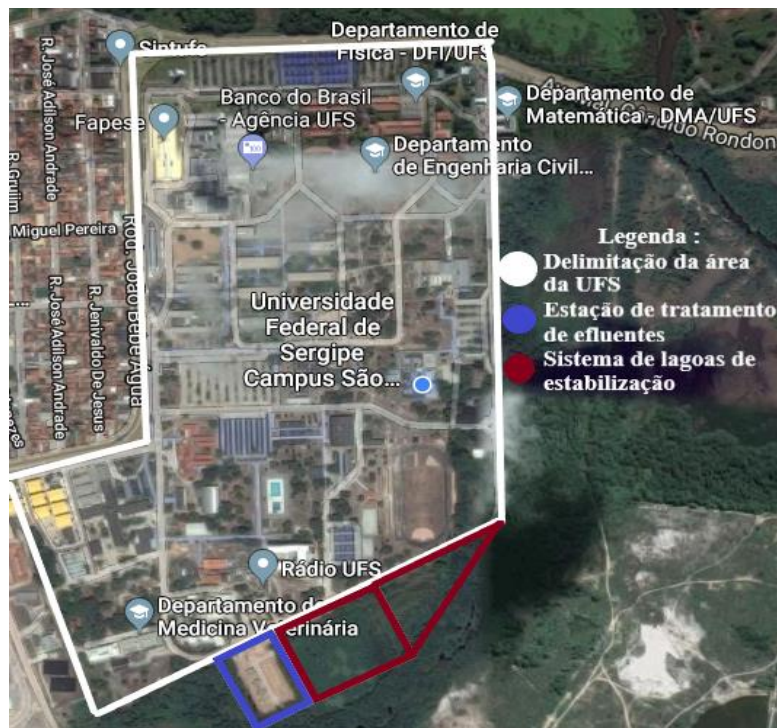 Departamento de
Física - DFI/UFS
Sintufs
Banco do Brasil
- Agência UFS
Fapese
Departamento de
Matemática - DMA/UFS
Departamento
de Engenharia Civil...
R. José Adilson Andrade
Miguel Pereira
Rod. João Bebe Água
R. José Adilson Andrade
R. Jenivaldo De Jesus
Legenda :
Delimitação da área
da UFS
Estação de tratamento
de efluentes
Sistema de lagoas de
estabilização
Universidade
Federal de
Sergipe
Campus São
...
Rádio UFS
Departamento de
Medicina Veterinária